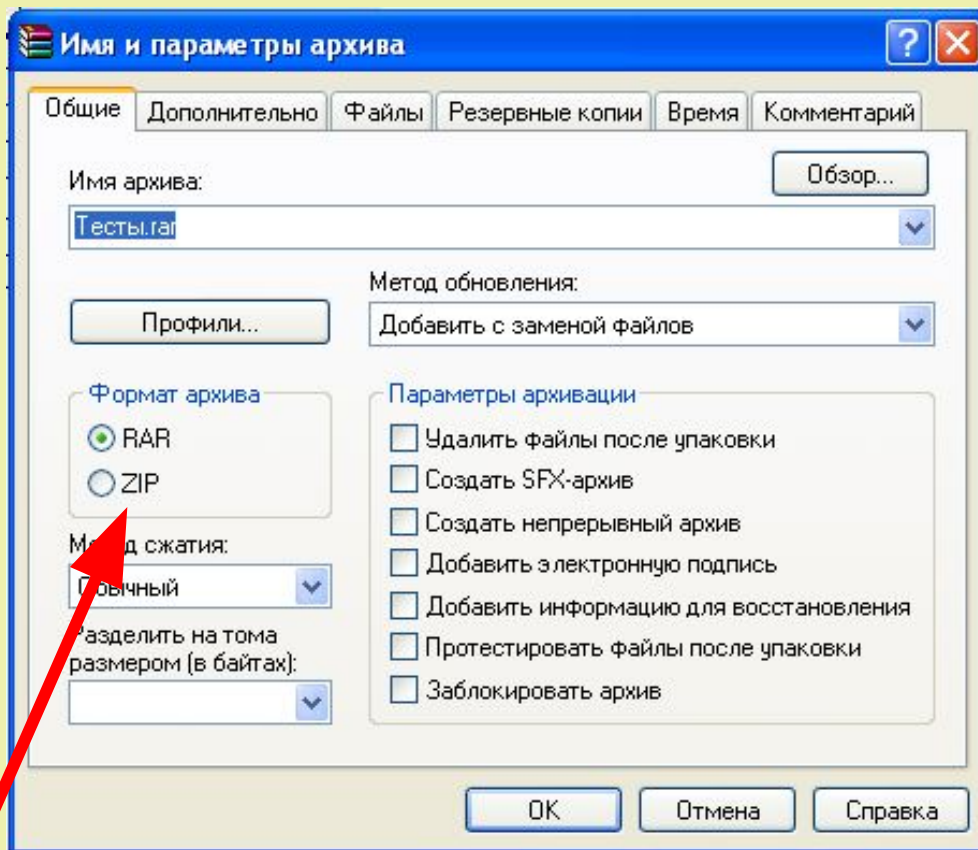 Имя и параметры архива
Общие Дополнительно Файлы Резервные копии Время Комментарий
Имя архива:
Обзор...
Тесты.rar
Метод обновления:
Профили...
Добавить с заменой файлов
Формат архива
RAR
ZIP
Метод сжатия:
Обычный
Разделить на тома
размером (в байтах):
Параметры архивации
Удалить файлы после упаковки
Создать SFX-архив
Создать непрерывный архив
Добавить электронную подпись
Добавить информацию для восстановления
Протестировать файлы после упаковки
Заблокировать архив
ОК Отмена Справка